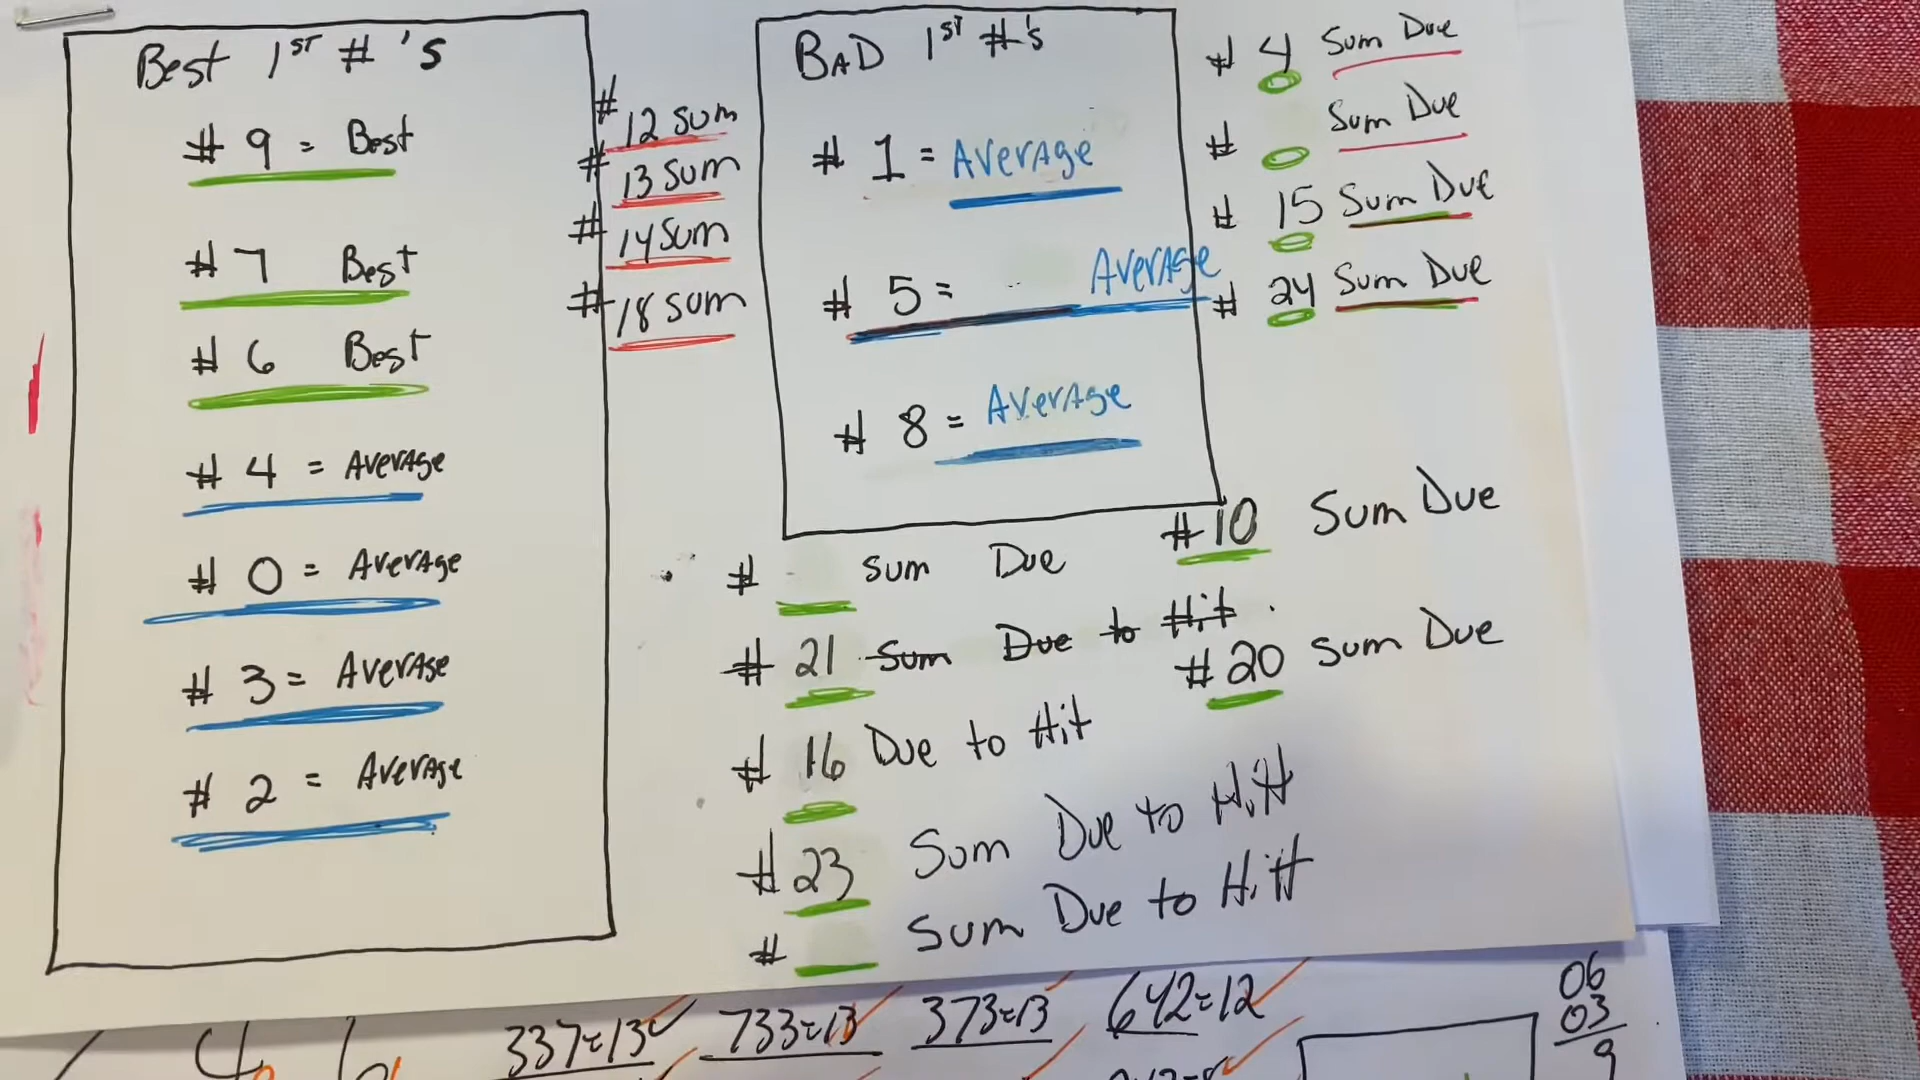 Best 1ST #'S
# 9 = Best
# 7 Best
# 6 Best
# 4 = Average
# 0 = Average
# 3 = Average
# 2 = Average
# 12 sum
# 13 sum
# 14 sum
# 18 sum
BAD 1ST #'s
# 1 = Average
# 5 = Average
# 8 = Average
# 4 Sum Due
# Sum Due
# 15 Sum Due
# 24 Sum Due
#10 Sum Due
#20 Sum Due
# Sum Due
# 21 Sum Due to Hit
# 16 Due to Hit
# 23 Sum Due to Hit
# Sum Due to Hit
337=13
733=13
373=13
642=12
06
03
9